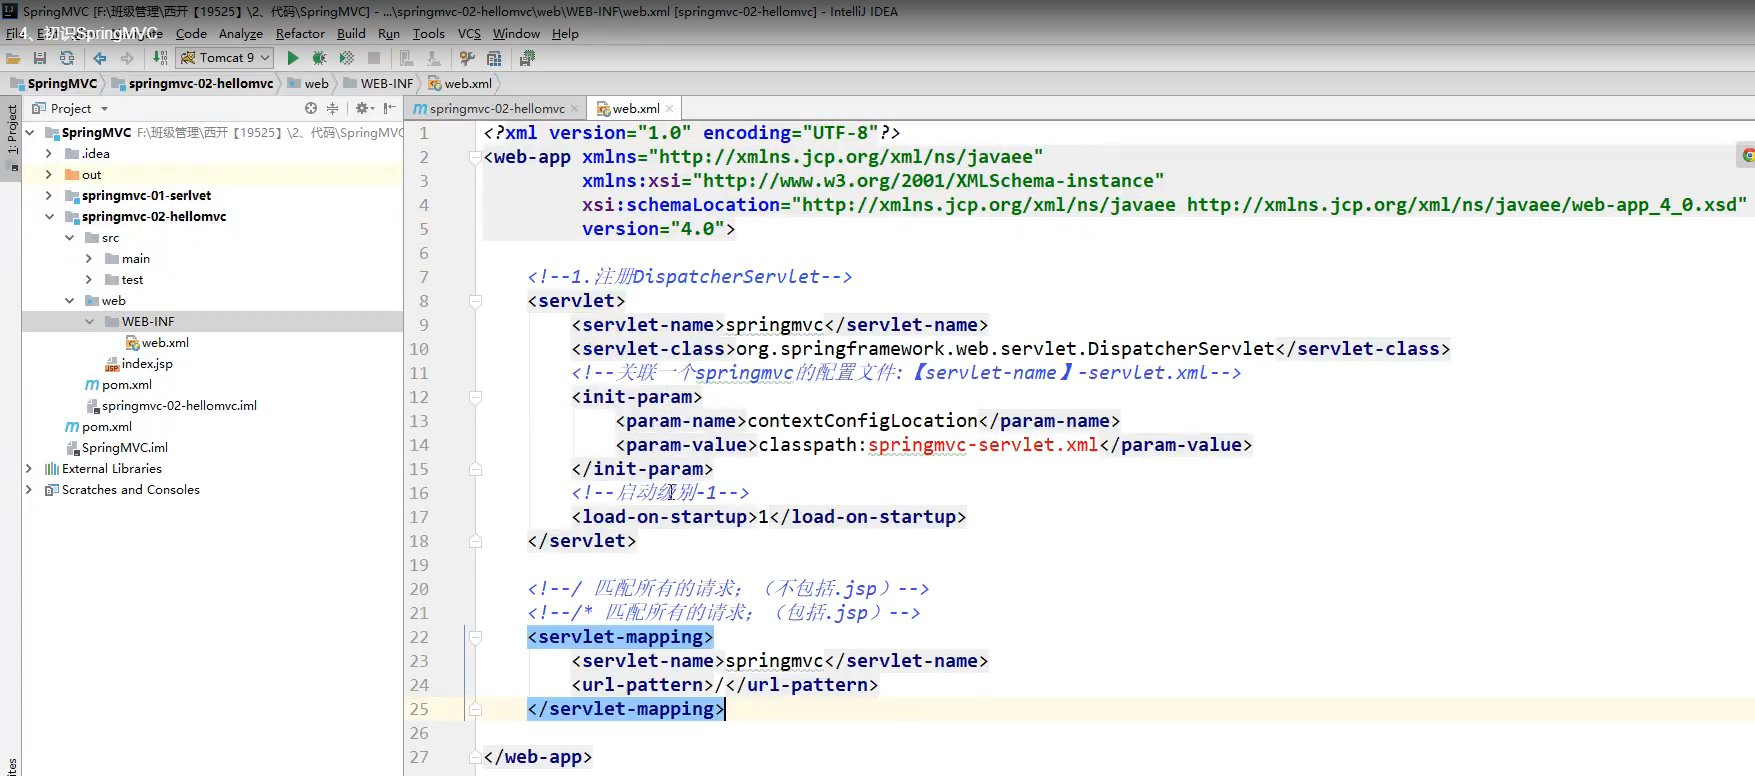 SpringMVC [F:\班级管理\西开【19525】\2、代码\SpringMVC] - ...\springmvc-02-hellomvc\web\WEB-INF\web.xml [springmvc-02-hellomvc] - IntelliJ IDEA
4、初识SpringMVC
Code Analyze Refactor Build Run Tools VCS Window Help
Tomcat 9
SpringMVC springmvc-02-hellomvc web WEB-INF web.xml
1: Project
Project
springmvc-02-hellomvc web.xml
SpringMVC F:\班级管理\西开【19525】\2、代码\SpringMVC
.idea
out
springmvc-01-serlvet
springmvc-02-hellomvc
src
main
test
web
WEB-INF
web.xml
index.jsp
pom.xml
springmvc-02-hellomvc.iml
pom.xml
SpringMVC.iml
External Libraries
Scratches and Consoles
1 <?xml version="1.0" encoding="UTF-8"?>
2 <web-app xmlns="http://xmlns.jcp.org/xml/ns/javaee"
3 xmlns:xsi="http://www.w3.org/2001/XMLSchema-instance"
4 xsi:schemaLocation="http://xmlns.jcp.org/xml/ns/javaee http://xmlns.jcp.org/xml/ns/javaee/web-app_4_0.xsd"
5 version="4.0">
6
7 <!--1.注册DispatcherServlet-->
8 <servlet>
9 <servlet-name>springmvc</servlet-name>
10 <servlet-class>org.springframework.web.servlet.DispatcherServlet</servlet-class>
11 <!--关联一个springmvc的配置文件:【servlet-name】-servlet.xml-->
12 <init-param>
13 <param-name>contextConfigLocation</param-name>
14 <param-value>classpath:springmvc-servlet.xml</param-value>
15 </init-param>
16 <!--启动级别-1-->
17 <load-on-startup>1</load-on-startup>
18 </servlet>
19
20 <!--/ 匹配所有的请求；（不包括.jsp）-->
21 <!--/* 匹配所有的请求；（包括.jsp）-->
22 <servlet-mapping>
23 <servlet-name>springmvc</servlet-name>
24 <url-pattern>/</url-pattern>
25 </servlet-mapping>
26
27 </web-app>